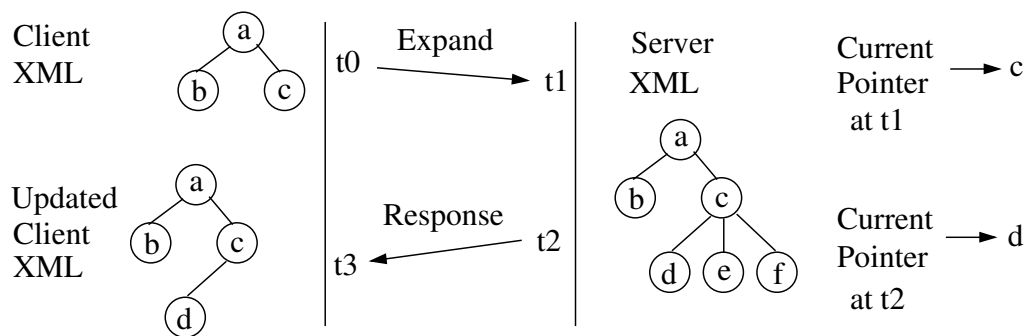 Client
XML
a
b
c
t0
Expand
t1
Server
XML
a
b
c
d
e
f
Current
Pointer
at t1
c
Updated
Client
XML
a
b
c
d
t3
Response
t2
Current
Pointer
at t2
d